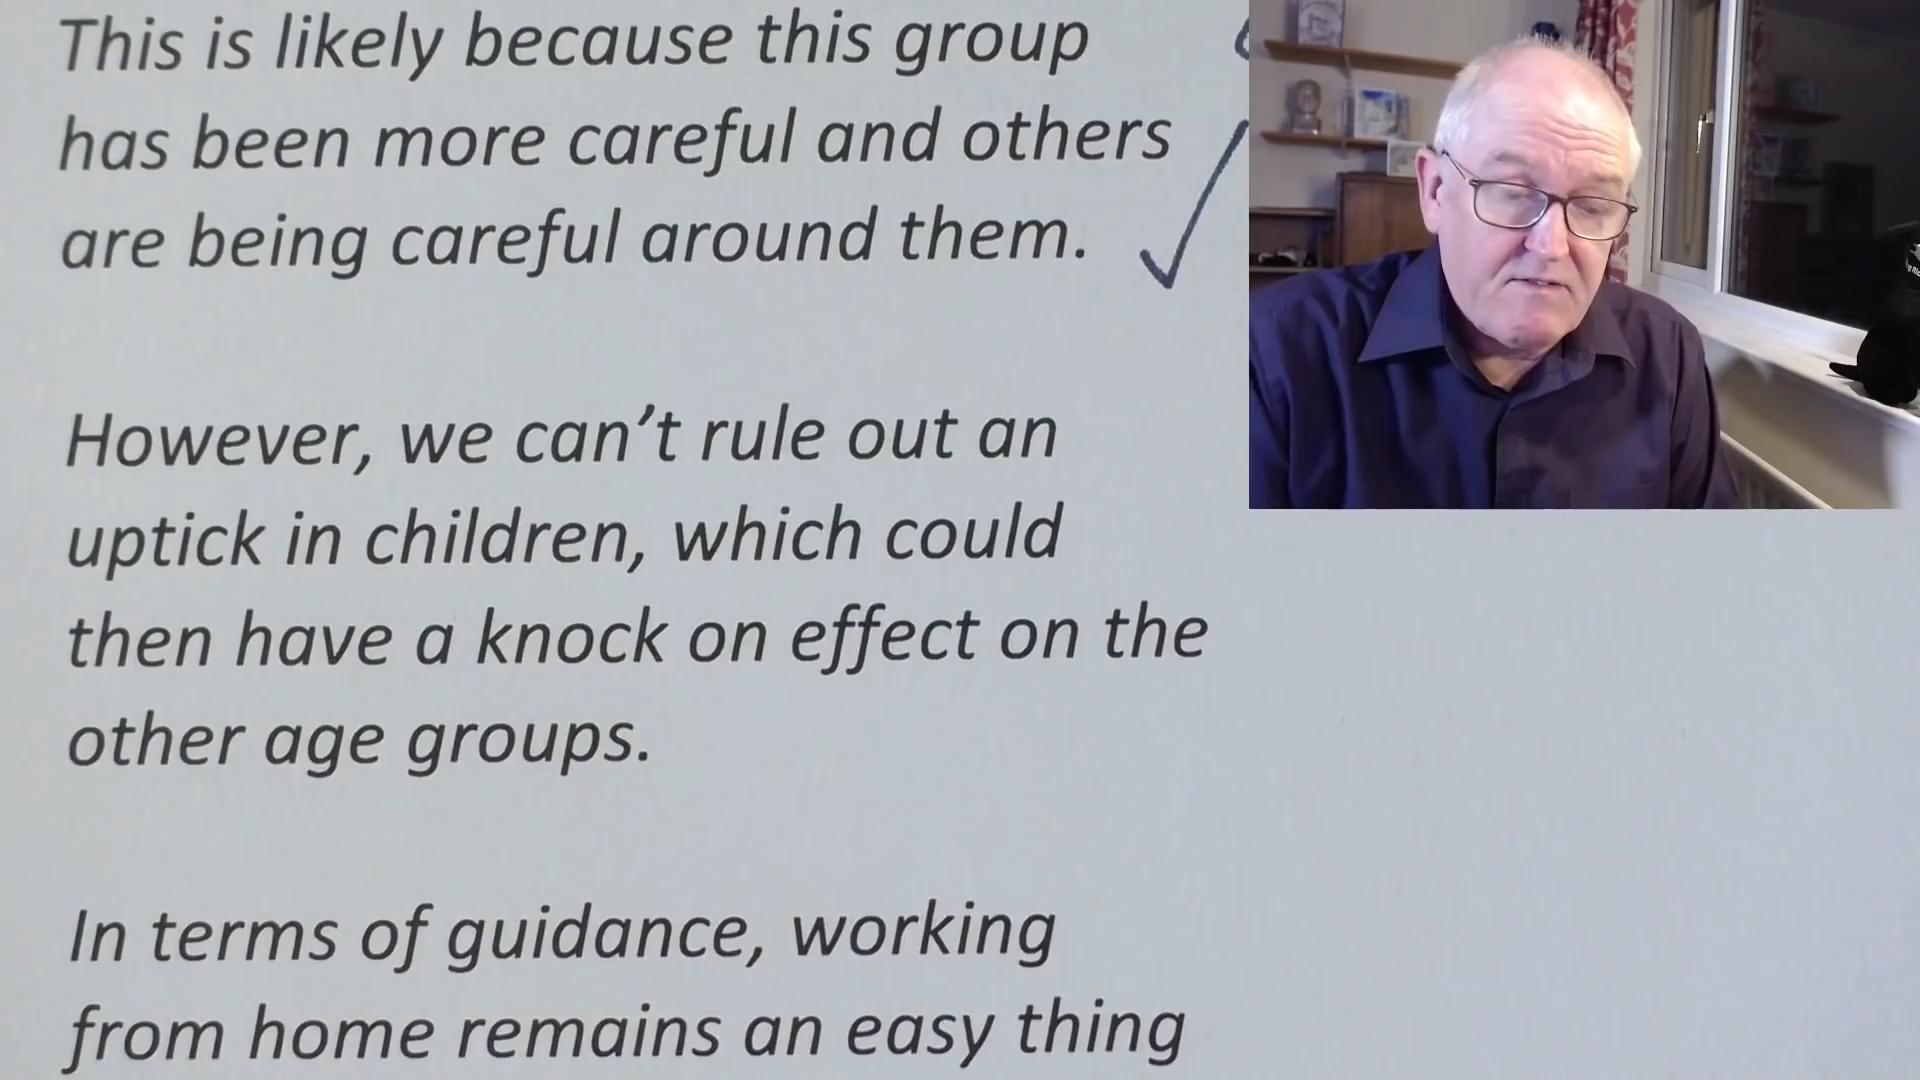 This is likely because this group
has been more careful and others
are being careful around them.
However, we can't rule out an
uptick in children, which could
then have a knock on effect on the
other age groups.
In terms of guidance, working
from home remains an easy thing